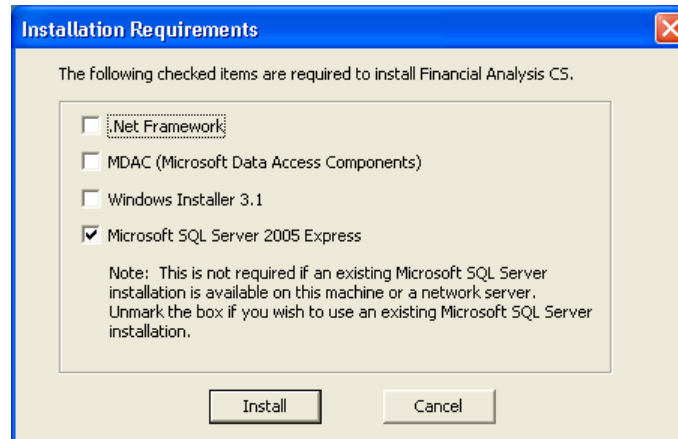 Installation Requirements
The following checked items are required to install Financial Analysis CS.
.Net Framework
MDAC (Microsoft Data Access Components)
Windows Installer 3.1
Microsoft SQL Server 2005 Express
Note: This is not required if an existing Microsoft SQL Server
installation is available on this machine or a network server.
Unmark the box if you wish to use an existing Microsoft SQL Server
installation.
Install Cancel